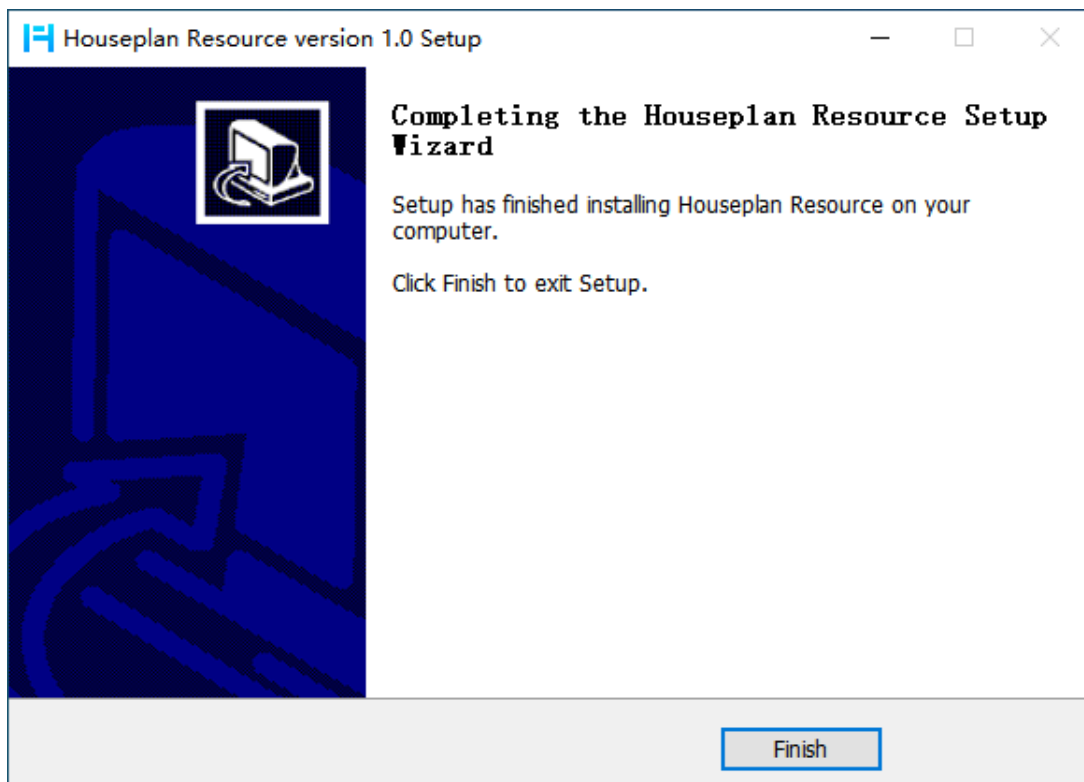 Houseplan Resource version 1.0 Setup
Completing the Houseplan Resource Setup
Wizard
Setup has finished installing Houseplan Resource on your
computer.
Click Finish to exit Setup.
Finish